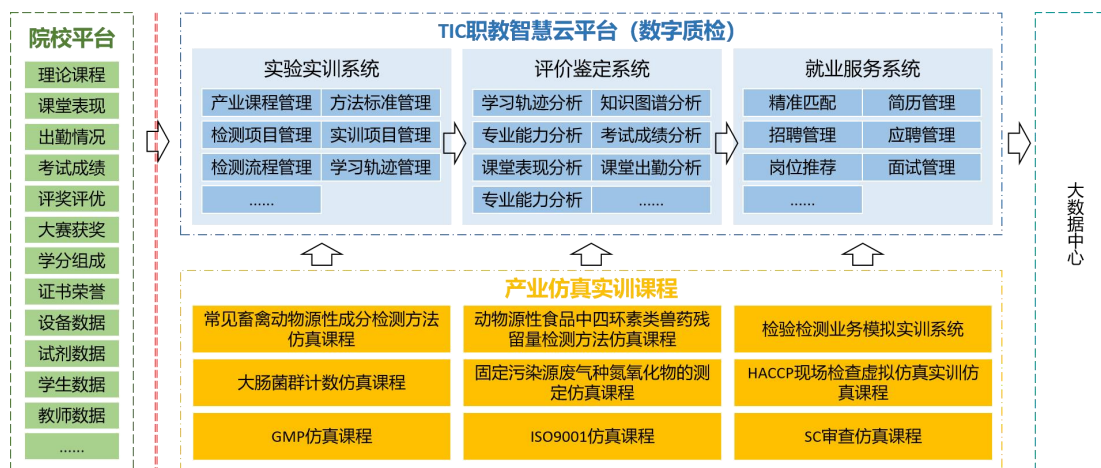 院校平台
理论课程
课堂表现
出勤情况
考试成绩
评奖评优
大赛获奖
学分组成
证书荣誉
设备数据
试剂数据
学生数据
教师数据
......
TIC职教智慧云平台（数字质检）
实验实训系统
产业课程管理 方法标准管理
检测项目管理 实训项目管理
检测流程管理 学习轨迹管理
......
评价鉴定系统
学习轨迹分析 知识图谱分析
专业能力分析 考试成绩分析
课堂表现分析 课堂出勤分析
专业能力分析 ......
就业服务系统
精准匹配 简历管理
招聘管理 应聘管理
岗位推荐 面试管理
......
产业仿真实训课程
常见畜禽动物源性成分检测方法
仿真课程
动物源性食品中四环素类兽药残
留量检测方法仿真课程
检验检测业务模拟实训系统
大肠菌群计数仿真课程
固定污染源废气种氮氧化物的测
定仿真课程
HACCP现场检查虚拟仿真实训仿
真课程
GMP仿真课程
ISO9001仿真课程
SC审查仿真课程
大数据中心